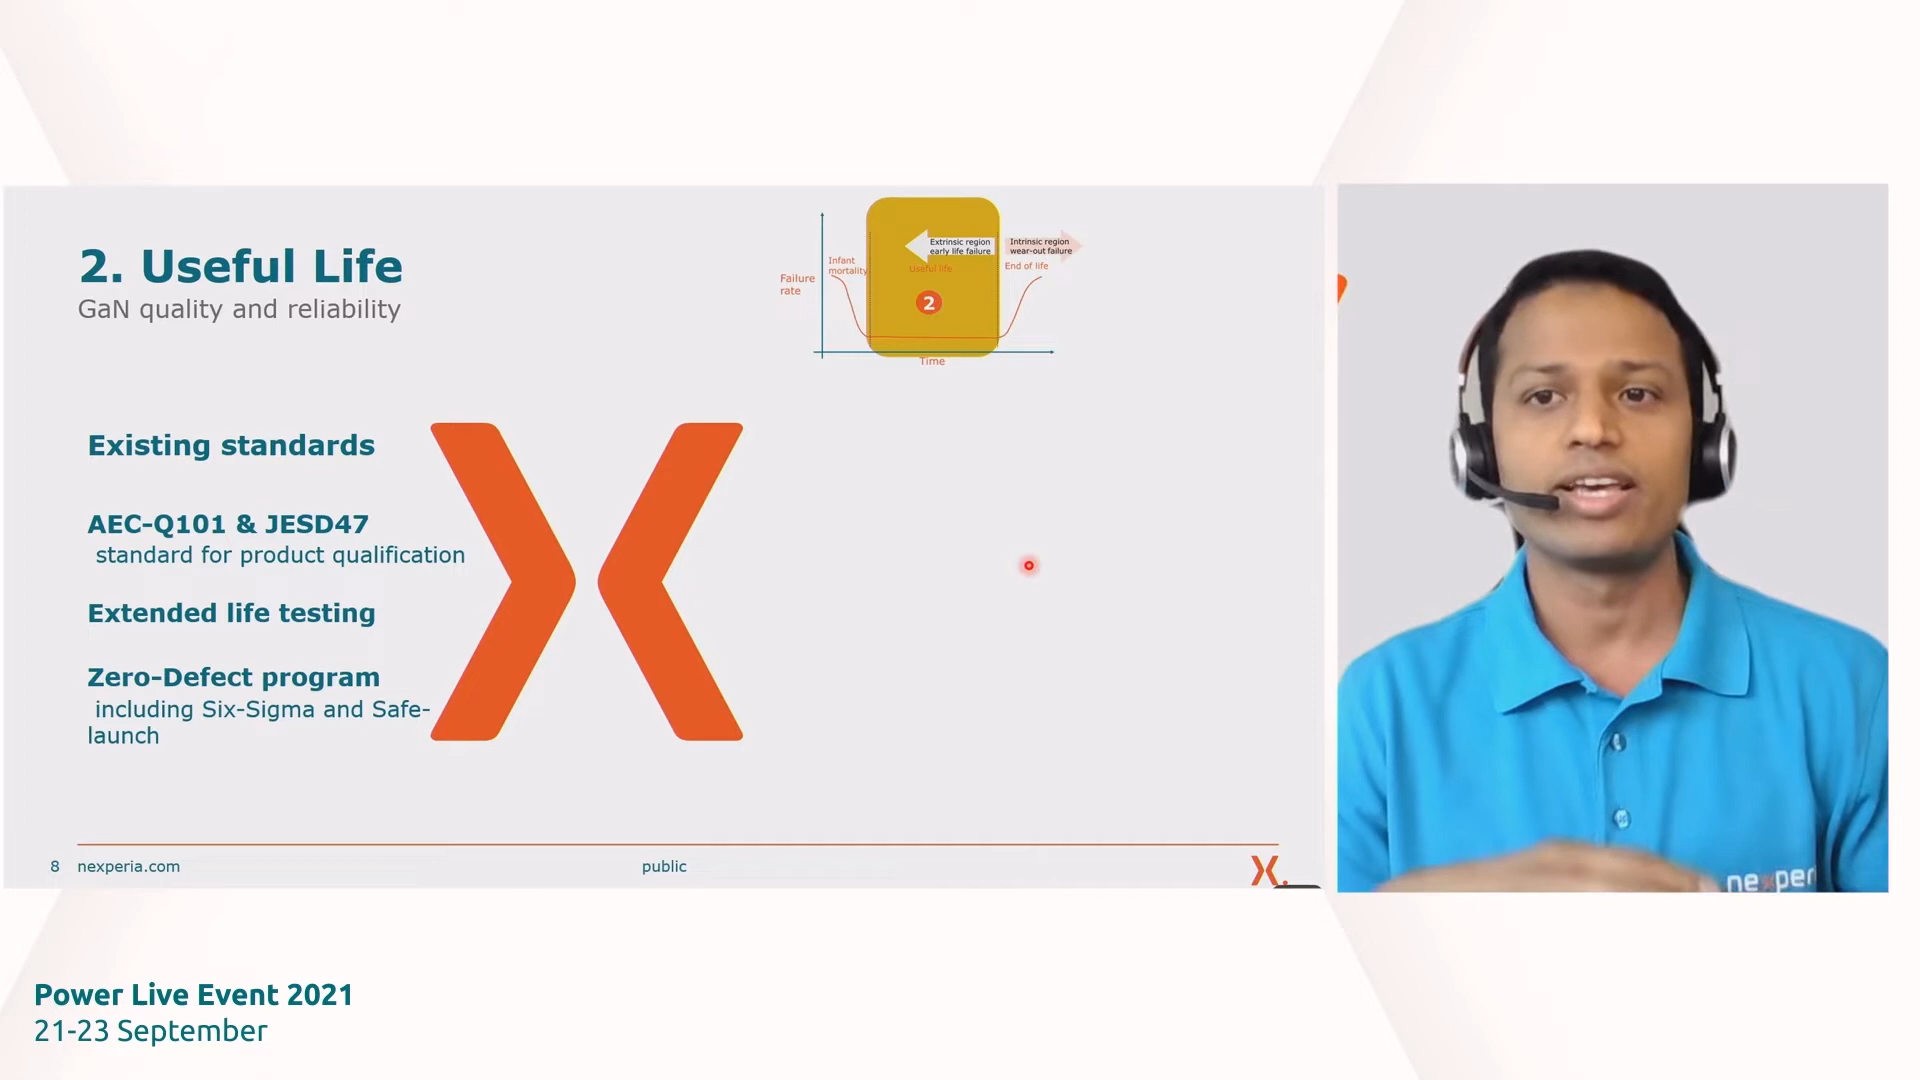 2. Useful Life
GaN quality and reliability
Failure
rate
Infant
mortality
Extrinsic region
early life failure
Useful life
2
Intrinsic region
wear-out failure
End of life
Time
Existing standards
AEC-Q101 & JESD47
standard for product qualification
Extended life testing
Zero-Defect program
including Six-Sigma and Safe-
launch
8 nexperia.com public
nexperi
Power Live Event 2021
21-23 September